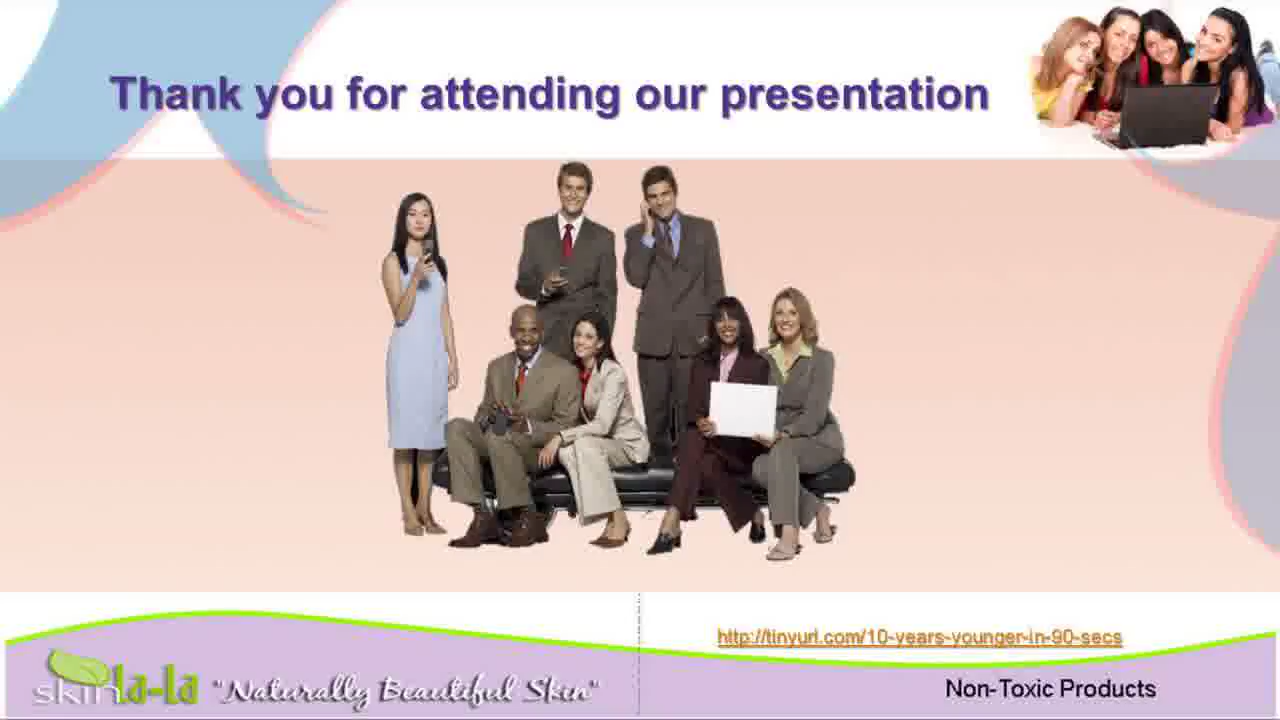 Thank you for attending our presentation
http://tinyurl.com/10-years-younger-in-90-secs
skin la-la "Naturally Beautiful Skin"
Non-Toxic Products